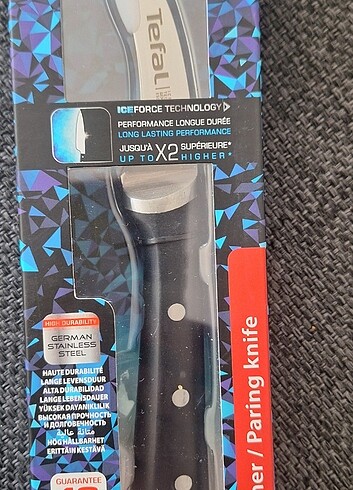 Tefal
ICEFORCE TECHNOLOGY
PERFORMANCE LONGUE DURÉE
LONG LASTING PERFORMANCE
JUSQU'À X2 SUPÉRIEURE*
UP TO HIGHER*
HIGH DURABILITY
GERMAN
STAINLESS
STEEL
HAUTE DURABILITÉ
LANGE LEVENSDUUR
ALTA DURABILIDAD
LANGE LEBENSDAUER
YÜKSEK DAYANIKLILIK
ВЫСОКАЯ ПРОЧНОСТЬ
И ДОЛГОВЕЧНОСТЬ
متانة عالية
HÖG HÅLLBARHET
ERITTÄIN KESTÄVÄ
GUARANTEE
/ Paring knife